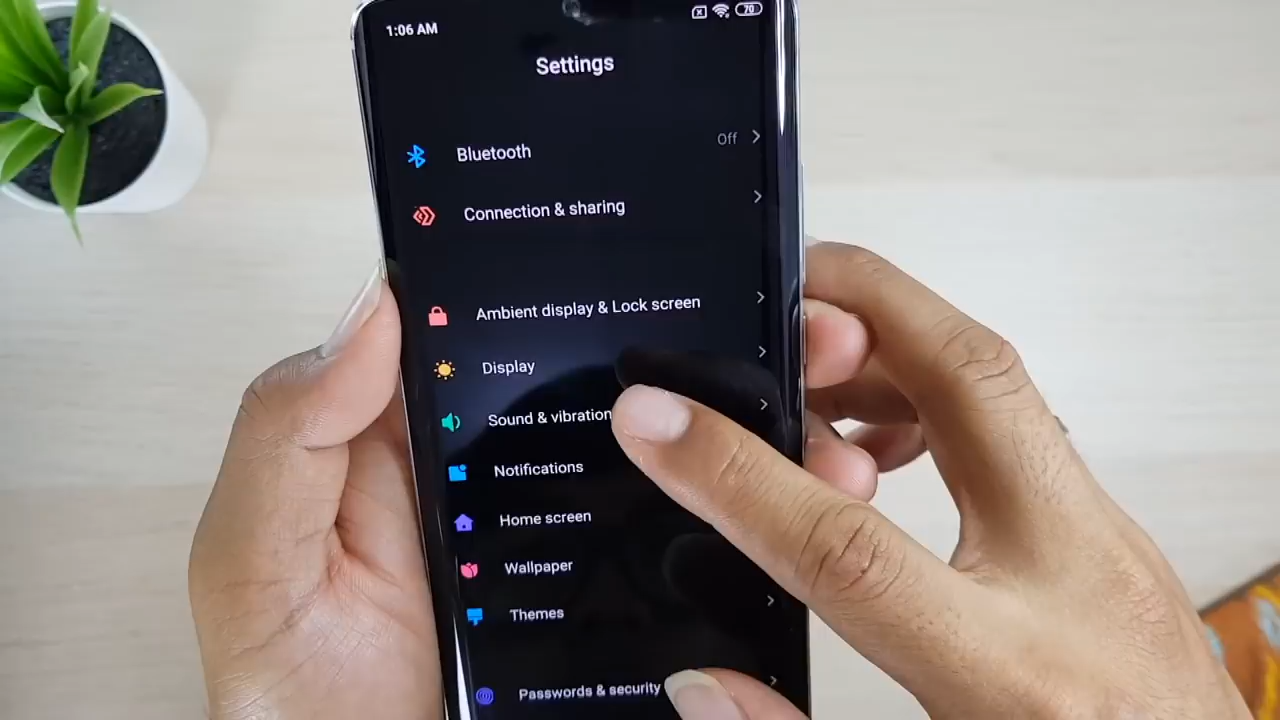 1:06 AM
70
Settings
Bluetooth
Off
Connection & sharing
Ambient display & Lock screen
Display
Sound & vibration
Notifications
Home screen
Wallpaper
Themes
Passwords & security